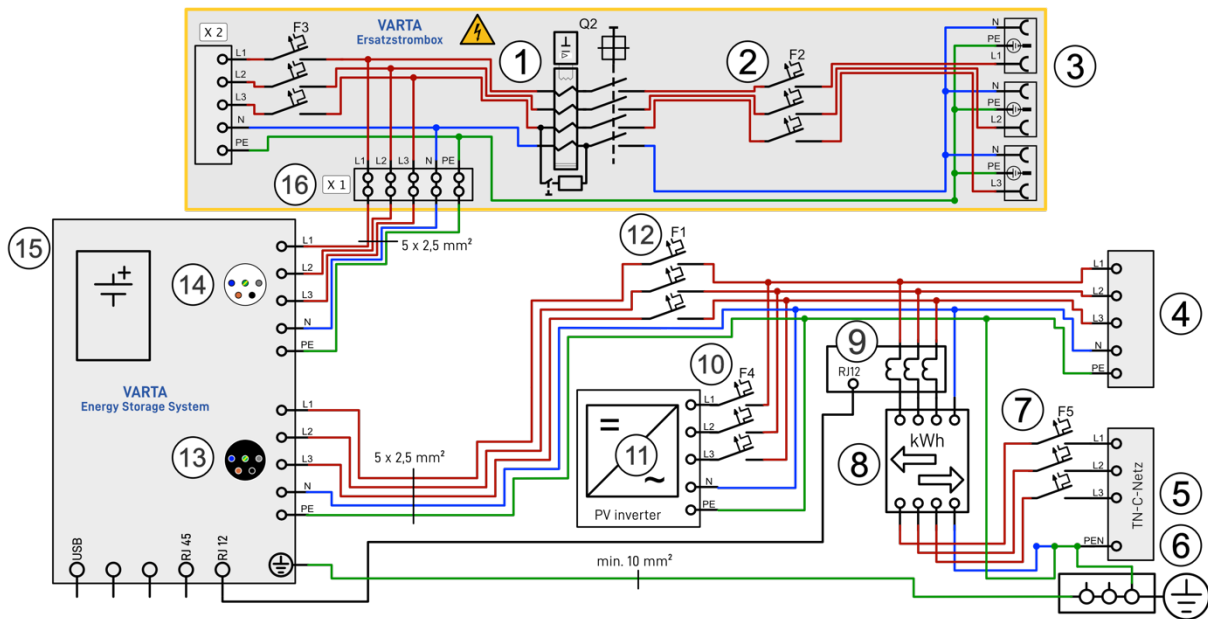 X 2
F3
VARTA
Ersatzstrombox
1
Q2
2
F2
3
L1
L2
L3
N
PE
N
PE
L1
N
L2
N
L3
16
X 1
L1
L2
L3
N
PE
15
14
5 x 2,5 mm²
L1
L2
L3
N
PE
VARTA
Energy Storage System
13
L1
L2
L3
N
PE
5 x 2,5 mm²
USB
RJ 45
RJ 12
12
F1
L1
L2
L3
N
PE
4
9
RJ12
10
F4
L1
L2
L3
N
PE
11
PV inverter
8
kWh
7
F5
L1
L2
L3
PEN
TN-C-Netz
5
6
min. 10 mm²